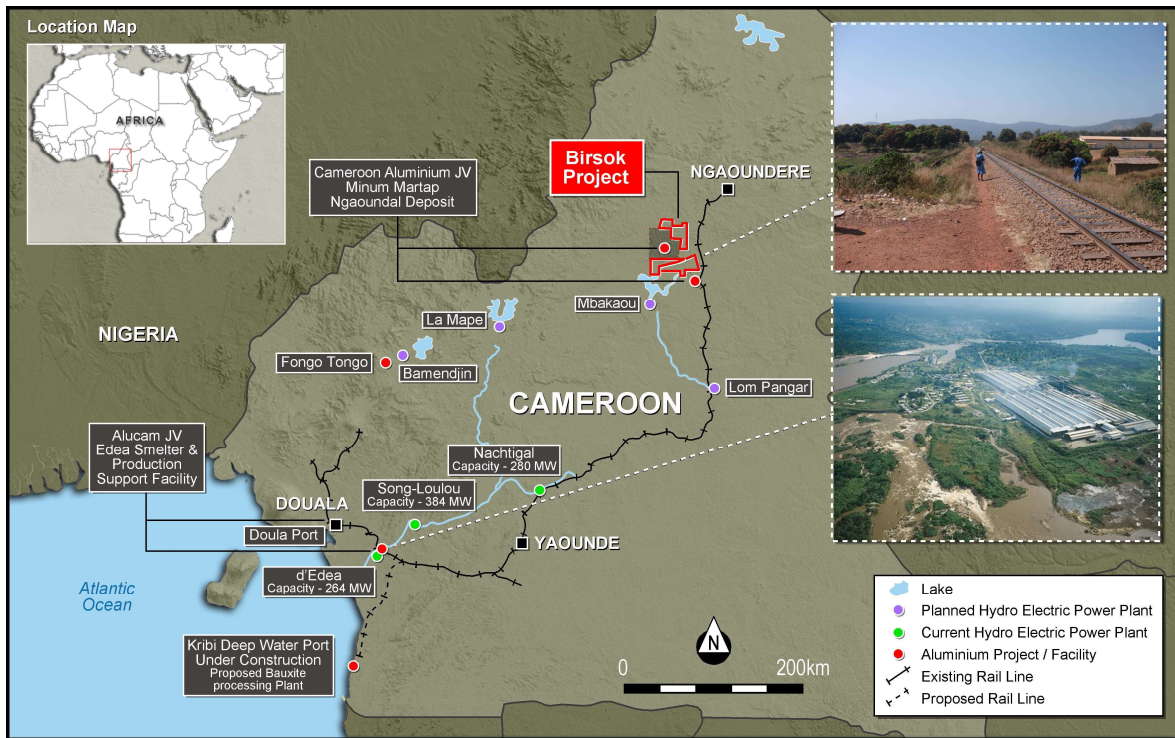 Location Map
AFRICA
Cameroon Aluminium JV
Minum Martap
Ngaoundal Deposit
Birsok
Project
NGAOUNDERE
NIGERIA
La Mape
Mbakaou
Fongo Tongo
Bamendjin
CAMEROON
Lom Pangar
Alucam JV
Edea Smelter &
Production
Support Facility
Nachtigal
Capacity - 280 MW
Song-Loulou
Capacity - 384 MW
DOUALA
Doula Port
YAOUNDE
d'Edea
Capacity - 264 MW
Atlantic
Ocean
Kribi Deep Water Port
Under Construction
Proposed Bauxite
processing Plant
N
0 200km
Lake
Planned Hydro Electric Power Plant
Current Hydro Electric Power Plant
Aluminium Project / Facility
Existing Rail Line
Proposed Rail Line